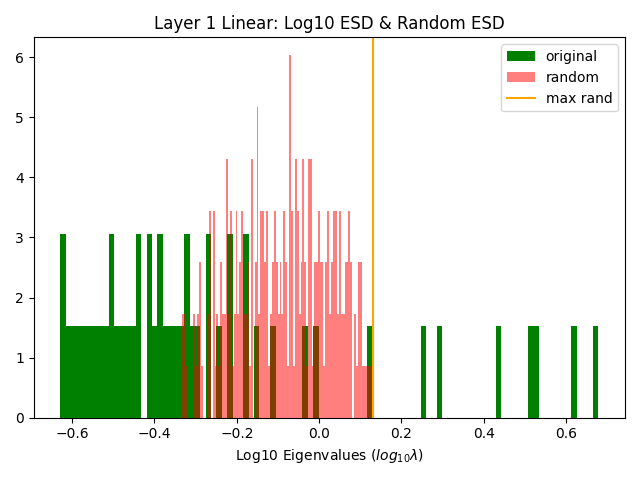 Layer 1 Linear: Log10 ESD & Random ESD
original
random
max rand
6
5
4
3
2
1
0
−0.6 −0.4 −0.2 0.0 0.2 0.4 0.6
Log10 Eigenvalues (log10λ)